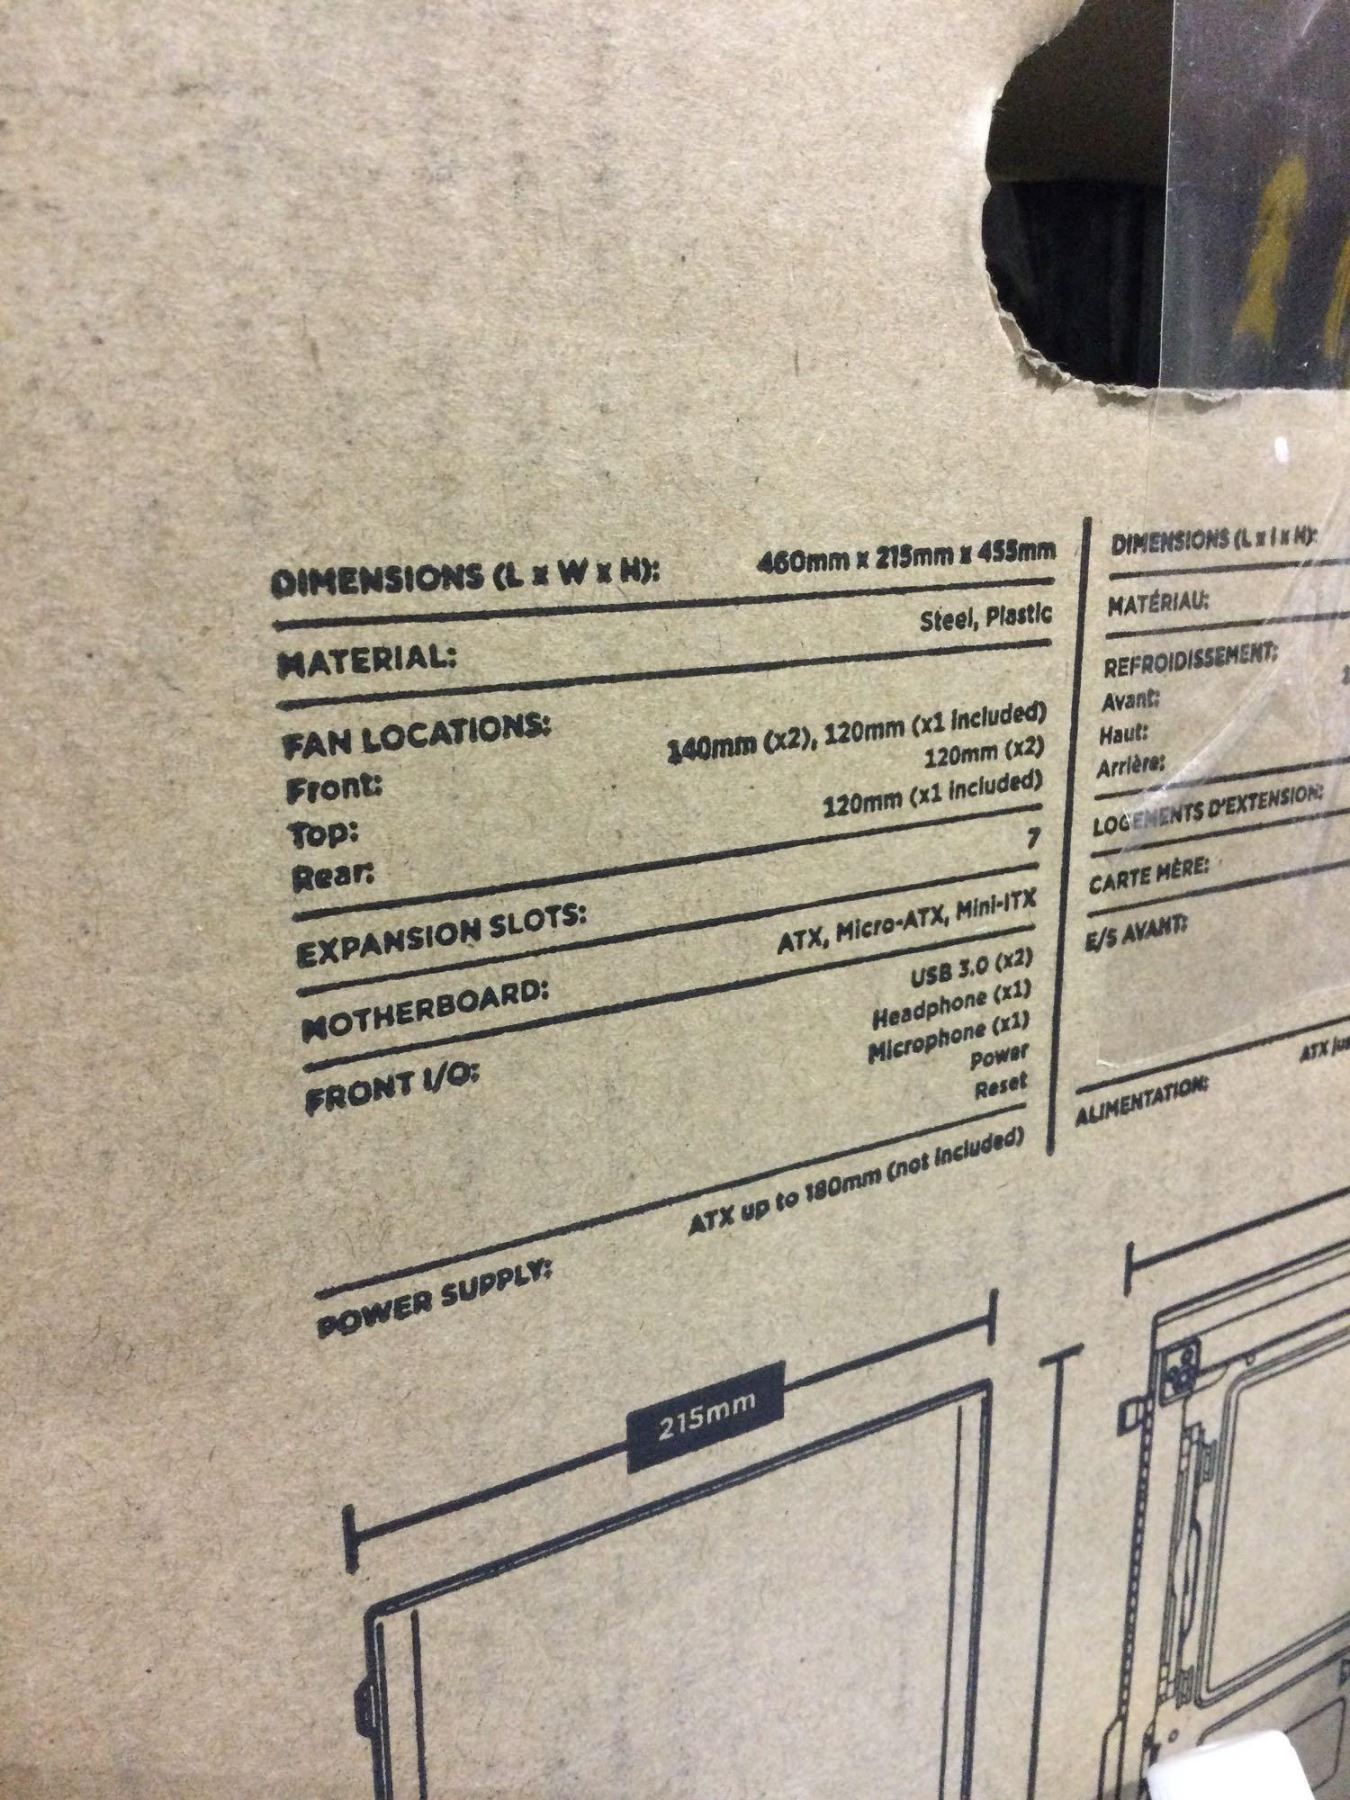 DIMENSIONS (L x W x H): 460mm x 215mm x 455mm
MATERIAL: Steel, Plastic
FAN LOCATIONS:
Front: 140mm (x2), 120mm (x1 included)
Top: 120mm (x2)
Rear: 120mm (x1 included)
EXPANSION SLOTS: 7
MOTHERBOARD: ATX, Micro-ATX, Mini-ITX
FRONT I/O: USB 3.0 (x2)
Headphone (x1)
Microphone (x1)
Power
Reset
POWER SUPPLY: ATX up to 180mm (not included)
DIMENSIONS (L x l x H):
MATÉRIAU:
REFROIDISSEMENT:
Avant:
Haut:
Arrière:
LOGEMENTS D'EXTENSION:
CARTE MÈRE:
E/S AVANT:
ALIMENTATION: ATX
215mm